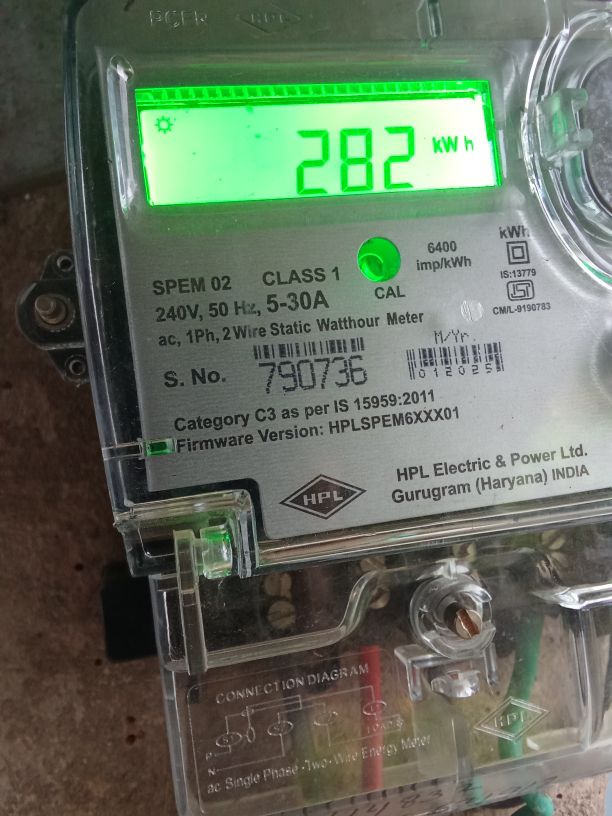 HPL
282 kWh
SPEM 02 CLASS 1
6400
imp/kWh
CAL
kWh
240V, 50 Hz, 5-30A
IS:13779
ISI
CM/L-9190783
ac, 1Ph, 2 Wire Static Watthour Meter
M/Yr.
S. No. 790736
012025
Category C3 as per IS 15959:2011
Firmware Version: HPLSPEM6XXX01
HPL
HPL Electric & Power Ltd.
Gurugram (Haryana) INDIA
CONNECTION DIAGRAM
P
N
HPL
ac Single Phase-Two-Wire Energy Meter